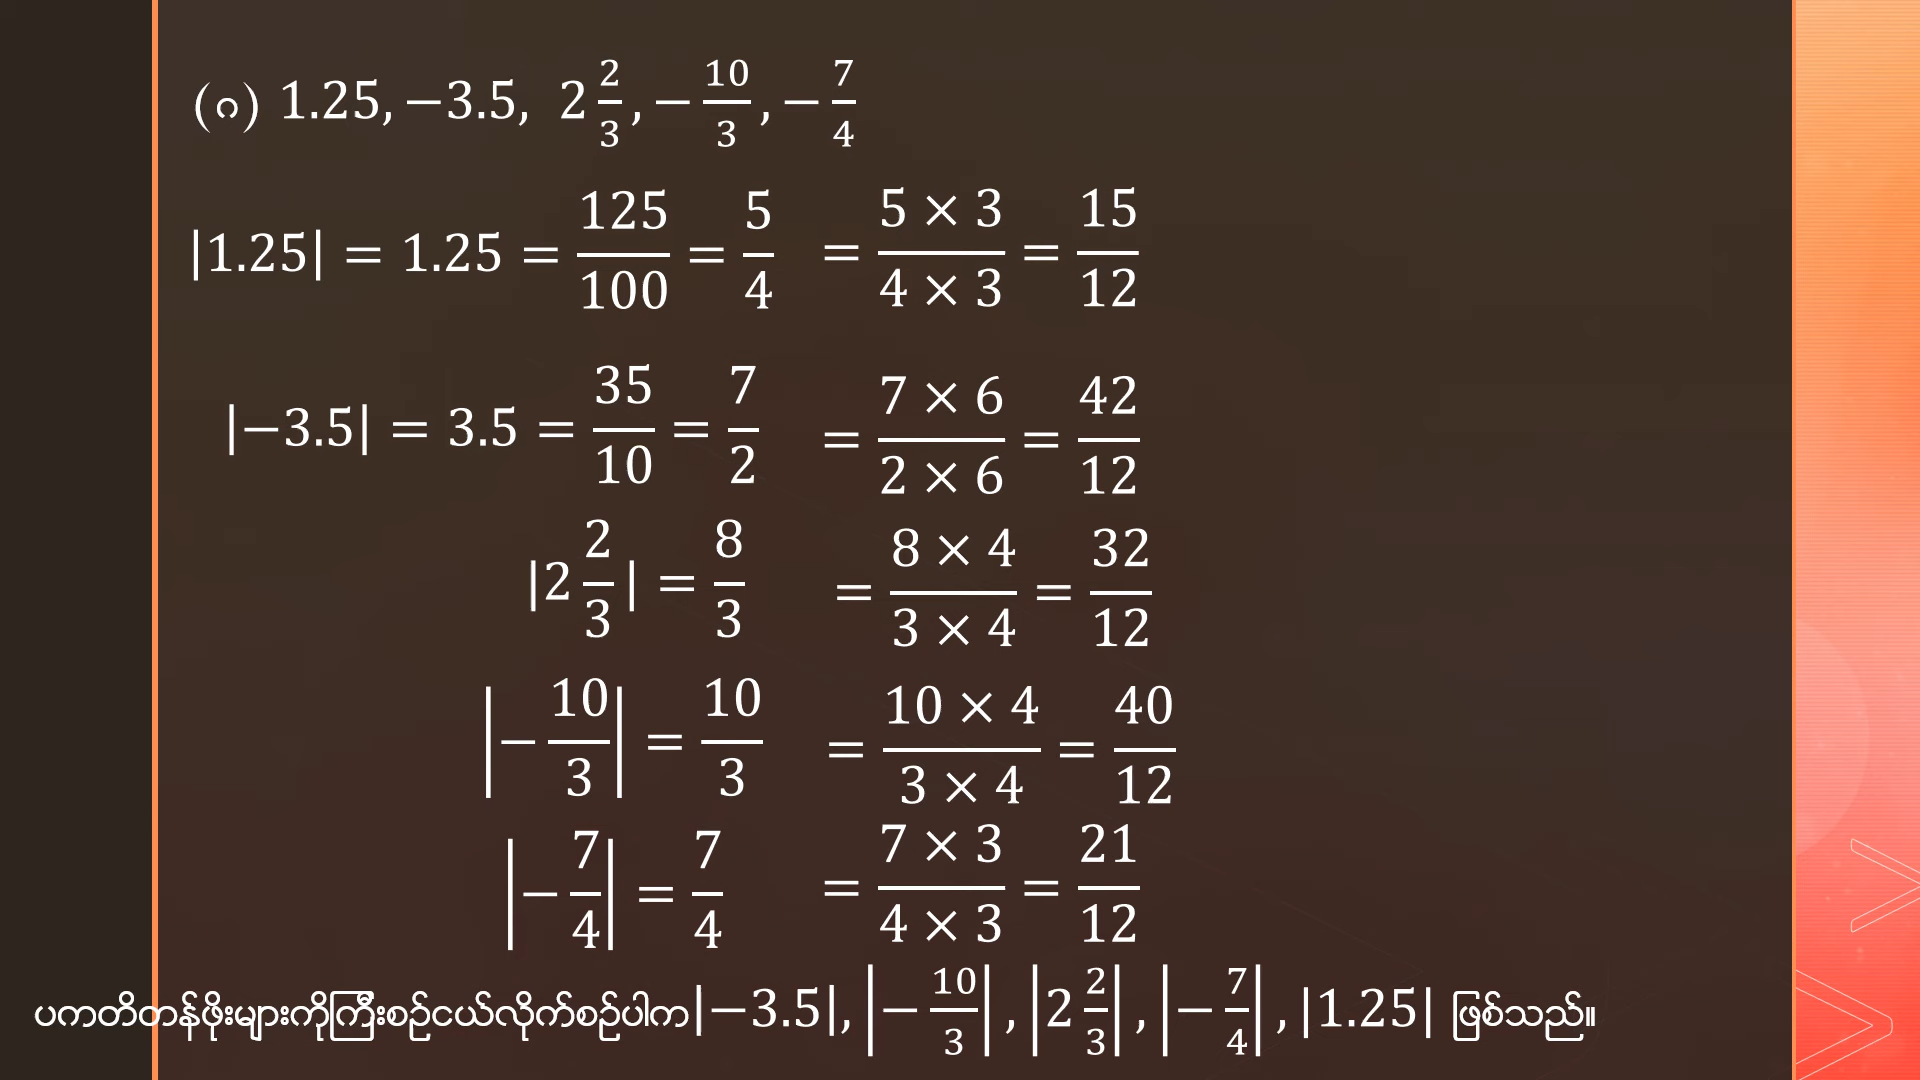 (ဂ) 1.25, −3.5, 2 2/3, − 10/3, − 7/4
|1.25| = 1.25 = 125/100 = 5/4 = 5 × 3/4 × 3 = 15/12
|−3.5| = 3.5 = 35/10 = 7/2 = 7 × 6/2 × 6 = 42/12
|2 2/3| = 8/3 = 8 × 4/3 × 4 = 32/12
|− 10/3| = 10/3 = 10 × 4/3 × 4 = 40/12
|− 7/4| = 7/4 = 7 × 3/4 × 3 = 21/12
ပကတိတန်ဖိုးများကိုကြီးစဉ်ငယ်လိုက်စဉ်ပါက |−3.5|, |− 10/3|, |2 2/3|, |− 7/4|, |1.25| ဖြစ်သည်။